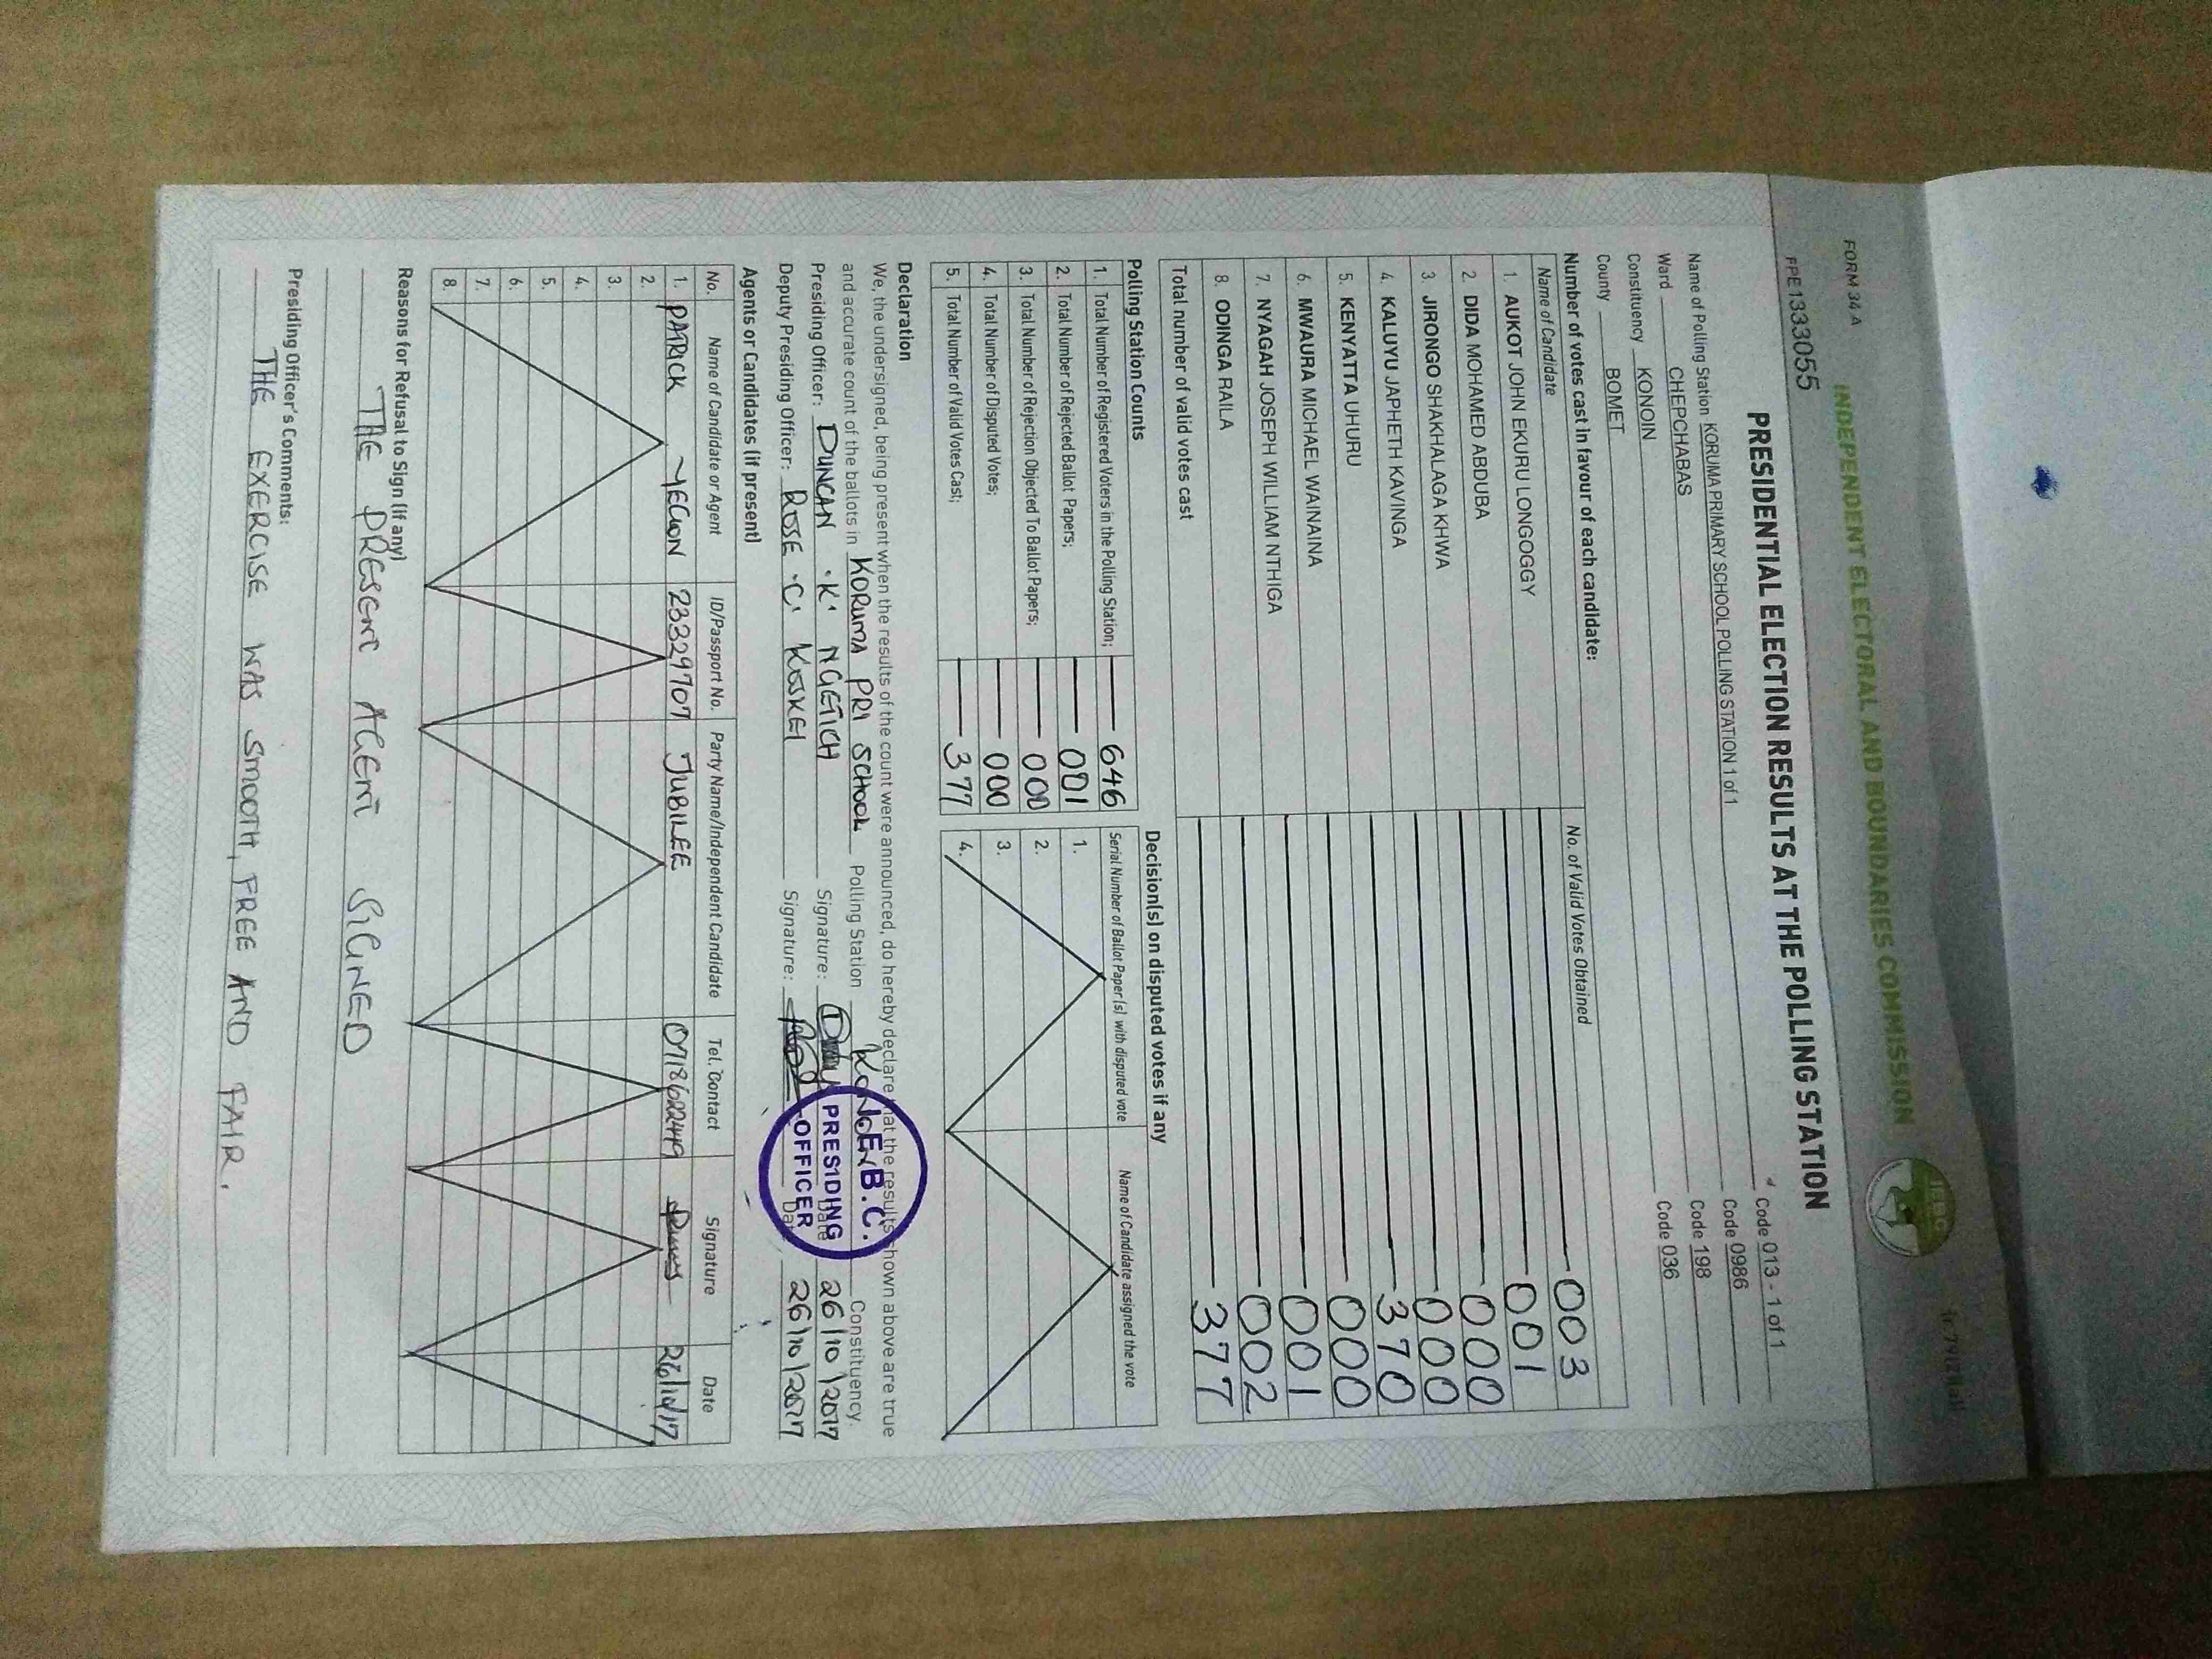 FORM 34 A
INDEPENDENT ELECTORAL AND BOUNDARIES COMMISSION
IEBC
FPE1333055
PRESIDENTIAL ELECTION RESULTS AT THE POLLING STATION
Name of Polling Station KORUMA PRIMARY SCHOOL POLLING STATION 1 of 1 Code 013 - 1 of 1
Ward CHEPCHABAS Code 0986
Constituency KONOIN Code 198
County BOMET Code 036
Number of votes cast in favour of each candidate:
Name of Candidate No. of Valid Votes Obtained
1. AUKOT JOHN EKURU LONGOGGY 003
2. DIDA MOHAMED ABDUBA 001
3. JIRONGO SHAKHALAGA KHWA 000
4. KALUYU JAPHETH KAVINGA 000
5. KENYATTA UHURU 370
6. MWAURA MICHAEL WAINAINA 000
7. NYAGAH JOSEPH WILLIAM NTHIGA 001
8. ODINGA RAILA 002
Total number of valid votes cast 377
Polling Station Counts
1. Total Number of Registered Voters in the Polling Station; 646
2. Total Number of Rejected Ballot Papers; 001
3. Total Number of Rejection Objected To Ballot Papers; 000
4. Total Number of Disputed Votes; 000
5. Total Number of Valid Votes Cast; 377
Decision(s) on disputed votes if any
Serial Number of Ballot Paper(s) with disputed vote Name of Candidate assigned the vote
1.
2.
3.
4.
Declaration
We, the undersigned, being present when the results of the count were announced, do hereby declare that the results shown above are true
and accurate count of the ballots in KORUMA PRI SCHOOL Polling Station KONOIN Constituency.
Presiding Officer: DUNCAN 'K' NGETICH Signature: Date 26/10/2017
Deputy Presiding Officer: ROSE 'C' KOSKEI Signature: Date 26/10/2017
I.E.B.C.
PRESIDING
OFFICER
Agents or Candidates (if present)
No. Name of Candidate or Agent ID/Passport No. Party Name/Independent Candidate Tel. Contact Signature Date
1. PARICK YEGON 23329707 JUBILEE 0718622449 26/10/17
2.
3.
4.
5.
6.
7.
8.
Reasons for Refusal to Sign (if any)
THE PRESENT AGENT SIGNED
Presiding Officer's Comments:
THE EXERCISE WAS SMOOTH, FREE AND FAIR.